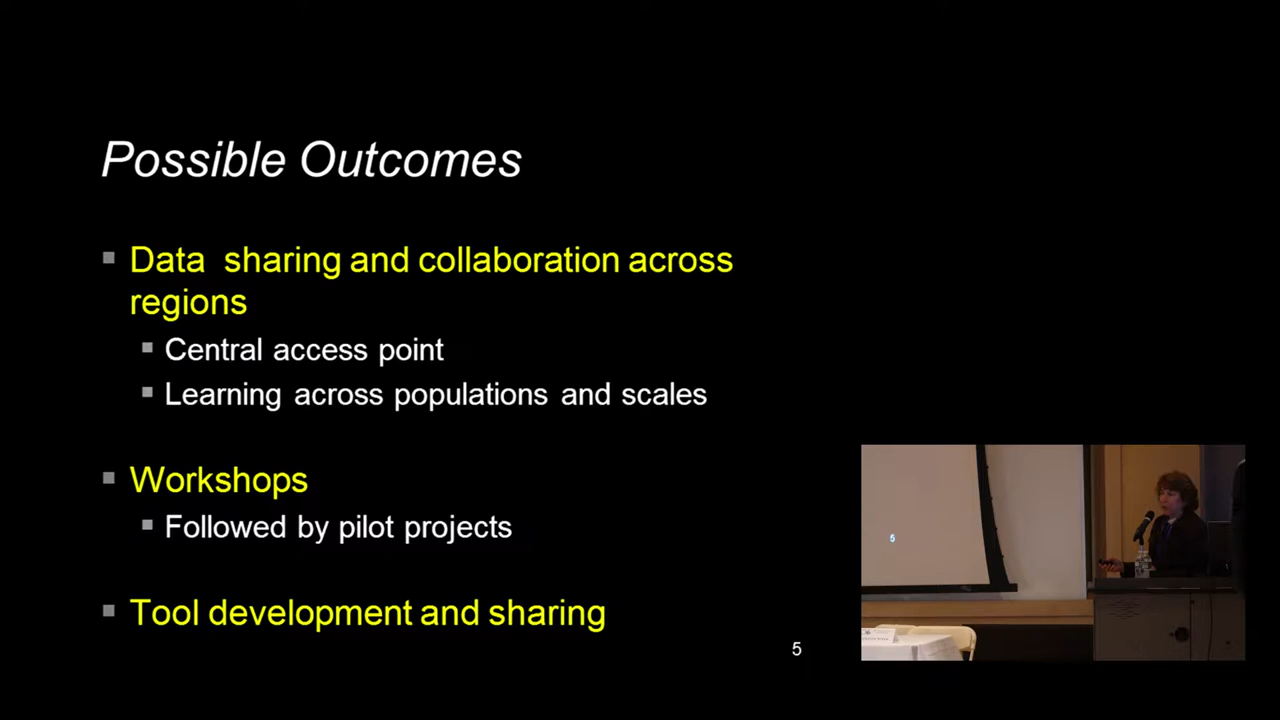 Possible Outcomes
Data sharing and collaboration across
regions
Central access point
Learning across populations and scales
Workshops
Followed by pilot projects
Tool development and sharing
5
5